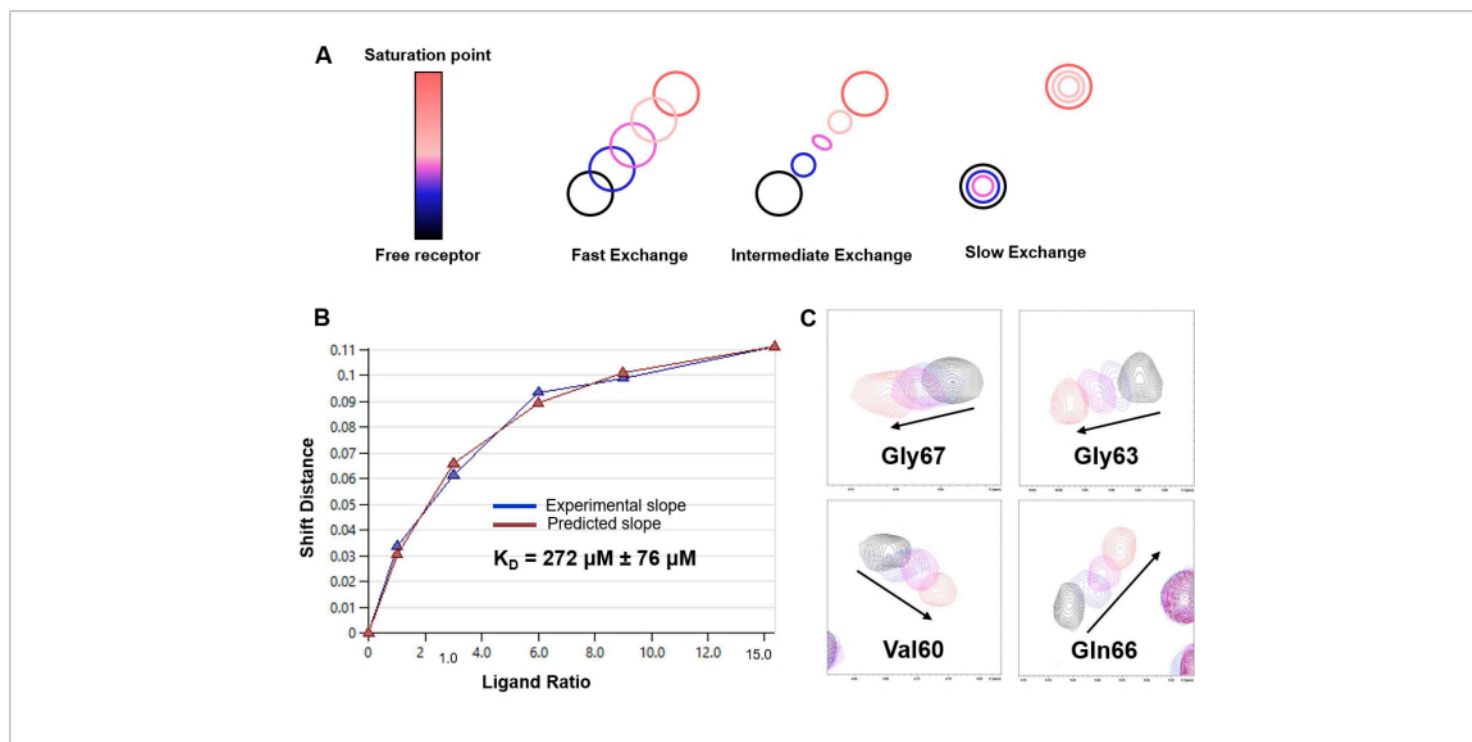 A
Saturation point
Free receptor
Fast Exchange
Intermediate Exchange
Slow Exchange
B
0.11
0.1
0.09
0.08
0.07
0.06
0.05
0.04
0.03
0.02
0.01
0
Shift Distance
Experimental slope
Predicted slope
K_D = 272 µM ± 76 µM
0 2 1.0 4.0 6.0 8.0 10.0 12.0 15.0
Ligand Ratio
C
Gly67
Gly63
Val60
Gln66